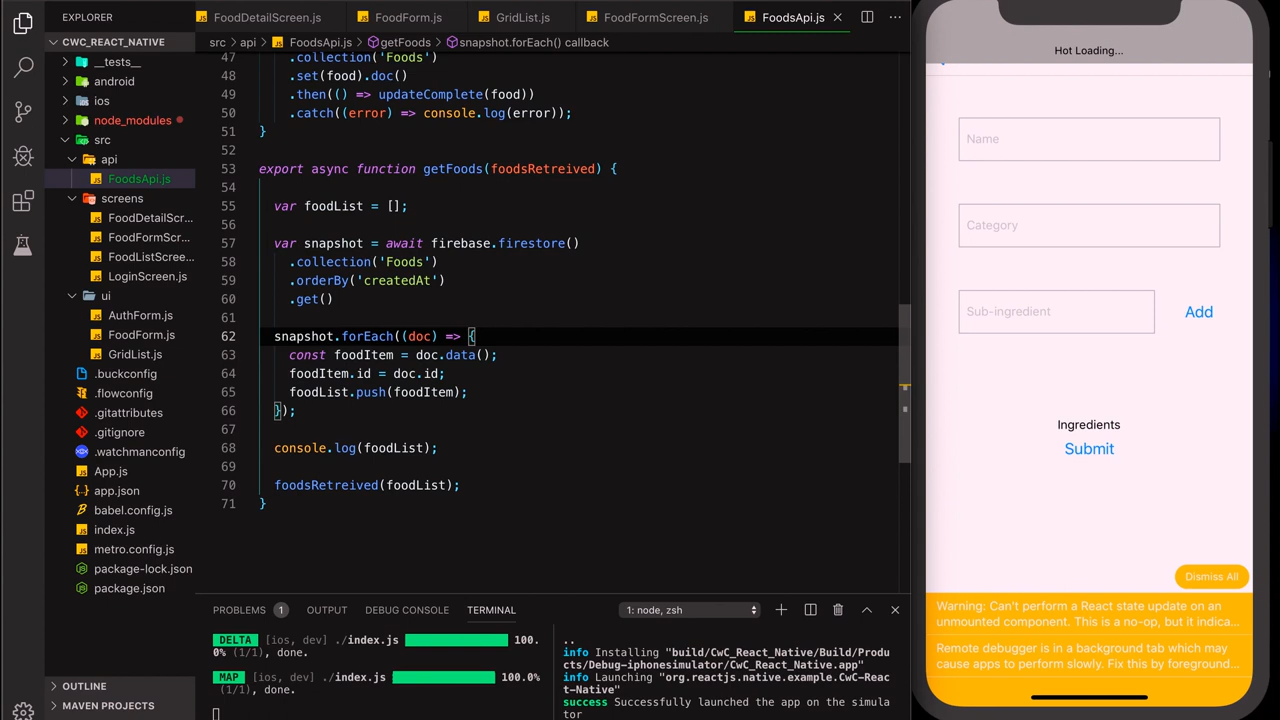 EXPLORER
FoodDetailScreen.js
FoodForm.js
GridList.js
FoodFormScreen.js
FoodsApi.js
CWC_REACT_NATIVE
src > api > FoodsApi.js > getFoods > snapshot.forEach() callback
__tests__
android
ios
node_modules
src
api
FoodsApi.js
screens
FoodDetailScr...
FoodFormScr...
FoodListScree...
LoginScreen.js
ui
AuthForm.js
FoodForm.js
GridList.js
.buckconfig
.flowconfig
.gitattributes
.gitignore
.watchmanconfig
App.js
app.json
babel.config.js
index.js
metro.config.js
package-lock.json
package.json
OUTLINE
MAVEN PROJECTS
47 .collection('Foods')
48 .set(food).doc()
49 .then(() => updateComplete(food))
50 .catch((error) => console.log(error));
51 }
52
53 export async function getFoods(foodsRetreived) {
54
55 var foodList = [];
56
57 var snapshot = await firebase.firestore()
58 .collection('Foods')
59 .orderBy('createdAt')
60 .get()
61
62 snapshot.forEach((doc) => {
63 const foodItem = doc.data();
64 foodItem.id = doc.id;
65 foodList.push(foodItem);
66 });
67
68 console.log(foodList);
69
70 foodsRetreived(foodList);
71 }
PROBLEMS 1 OUTPUT DEBUG CONSOLE TERMINAL 1: node, zsh
DELTA [ios, dev] ./index.js 100.
0% (1/1), done.
MAP [ios, dev] ./index.js 100.0%
(1/1), done.
..
info Installing "build/CwC_React_Native/Build/Produ
cts/Debug-iphonesimulator/CwC_React_Native.app"
info Launching "org.reactjs.native.example.CwC-Reac
t-Native"
success Successfully launched the app on the simula
tor
Hot Loading...
Name
Category
Sub-ingredient
Add
Ingredients
Submit
Dismiss All
Warning: Can't perform a React state update on an
unmounted component. This is a no-op, but it indica...
Remote debugger is in a background tab which may
cause apps to perform slowly. Fix this by foreground...